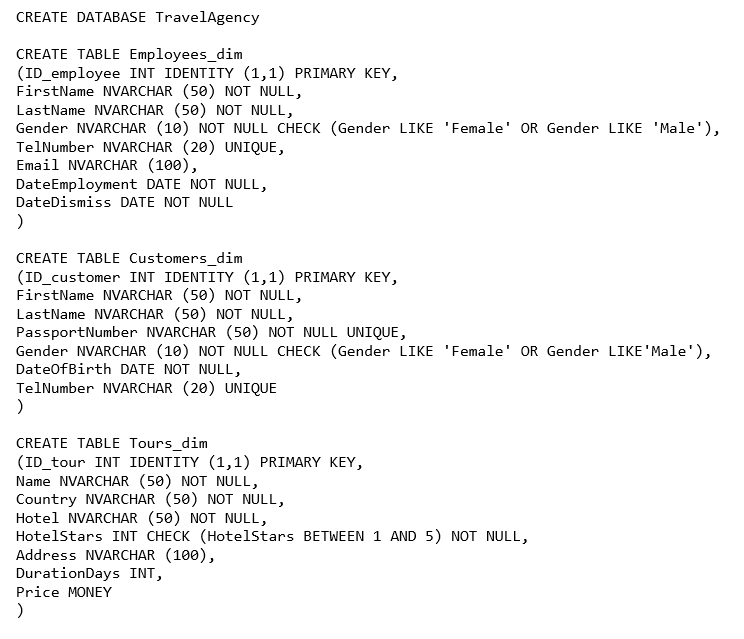 CREATE DATABASE TravelAgency
CREATE TABLE Employees_dim
(ID_employee INT IDENTITY (1,1) PRIMARY KEY,
FirstName NVARCHAR (50) NOT NULL,
LastName NVARCHAR (50) NOT NULL,
Gender NVARCHAR (10) NOT NULL CHECK (Gender LIKE 'Female' OR Gender LIKE 'Male'),
TelNumber NVARCHAR (20) UNIQUE,
Email NVARCHAR (100),
DateEmployment DATE NOT NULL,
DateDismiss DATE NOT NULL
)
CREATE TABLE Customers_dim
(ID_customer INT IDENTITY (1,1) PRIMARY KEY,
FirstName NVARCHAR (50) NOT NULL,
LastName NVARCHAR (50) NOT NULL,
PassportNumber NVARCHAR (50) NOT NULL UNIQUE,
Gender NVARCHAR (10) NOT NULL CHECK (Gender LIKE 'Female' OR Gender LIKE'Male'),
DateOfBirth DATE NOT NULL,
TelNumber NVARCHAR (20) UNIQUE
)
CREATE TABLE Tours_dim
(ID_tour INT IDENTITY (1,1) PRIMARY KEY,
Name NVARCHAR (50) NOT NULL,
Country NVARCHAR (50) NOT NULL,
Hotel NVARCHAR (50) NOT NULL,
HotelStars INT CHECK (HotelStars BETWEEN 1 AND 5) NOT NULL,
Address NVARCHAR (100),
DurationDays INT,
Price MONEY
)